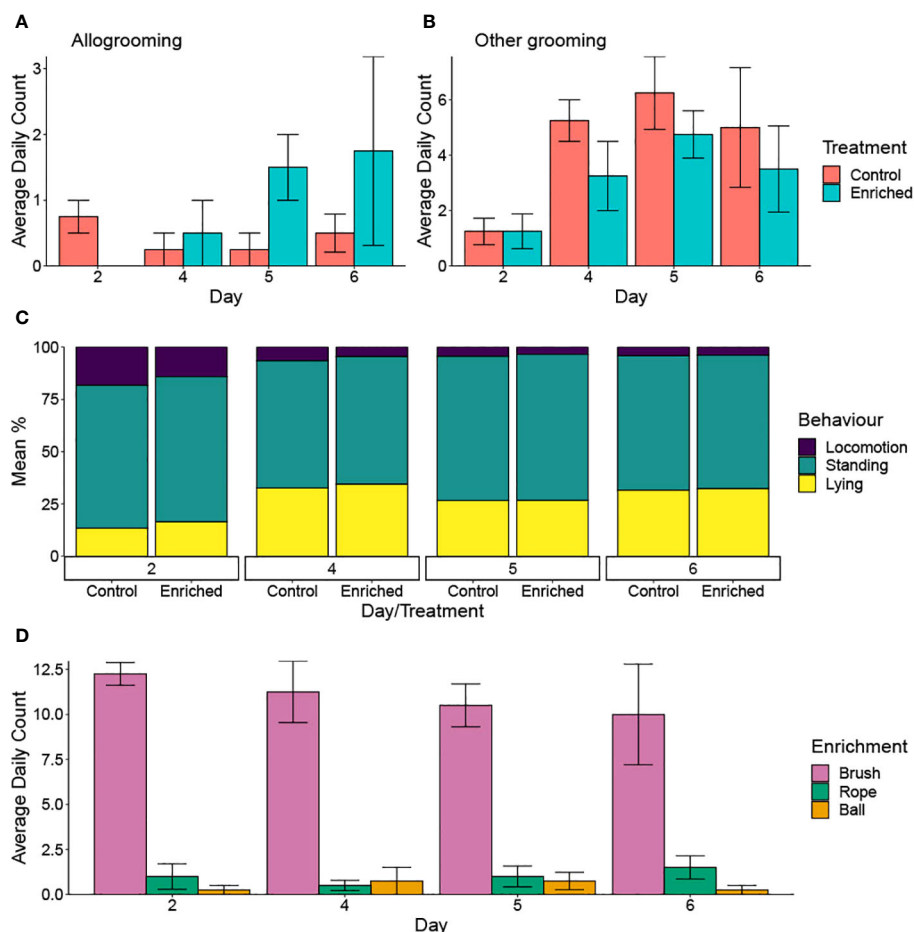 A
Allogrooming
Average Daily Count
3
2
1
0
2 4 5 6
Day
B
Other grooming
Average Daily Count
6
4
2
0
2 4 5 6
Day
Treatment
Control
Enriched
C
Mean %
100
75
50
25
0
2 4 5 6
Control Enriched Control Enriched Control Enriched Control Enriched
Day/Treatment
Behaviour
Locomotion
Standing
Lying
D
Average Daily Count
12.5
10.0
7.5
5.0
2.5
0.0
2 4 5 6
Day
Enrichment
Brush
Rope
Ball